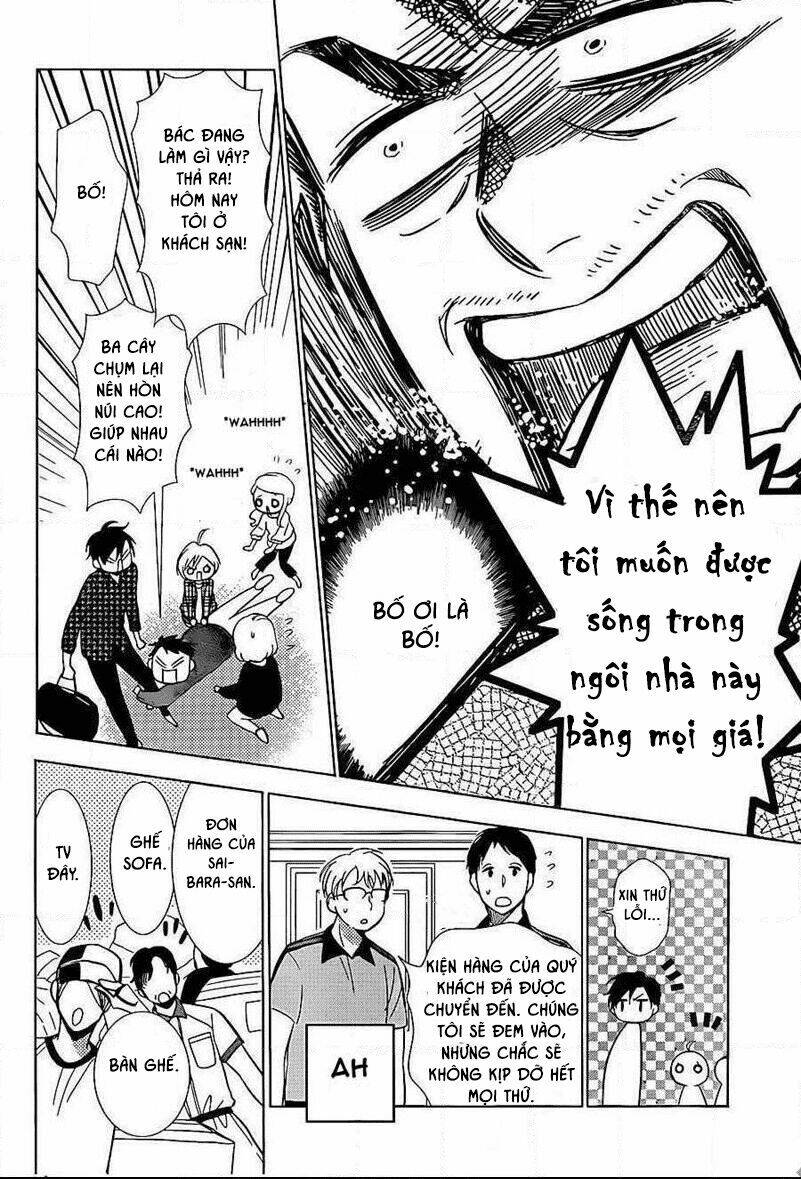 Vì thế nên
tôi muốn được
sống trong
ngôi nhà này
bằng mọi giá!
BỐ ƠI LÀ
BỐ!
BÁC ĐANG
LÀM GÌ VẬY?
THẢ RA!
HÔM NAY
TÔI Ở
KHÁCH SẠN!
BỐ!
BA CÂY
CHỤM LẠI
NÊN HÒN
NÚI CAO!
GIÚP NHAU
CÁI NÀO!
*WAHHHH*
*WAHHH*
XIN THỨ
LỖI...
KIỆN HÀNG CỦA QUÝ
KHÁCH ĐÃ ĐƯỢC
CHUYỂN ĐẾN. CHÚNG
TÔI SẼ ĐEM VÀO,
NHƯNG CHẮC SẼ
KHÔNG KỊP DỠ HẾT
MỌI THỨ.
AH
ĐƠN
HÀNG CỦA
SAI-
BARA-SAN.
GHẾ
SOFA.
TV
ĐÂY.
BÀN GHẾ.